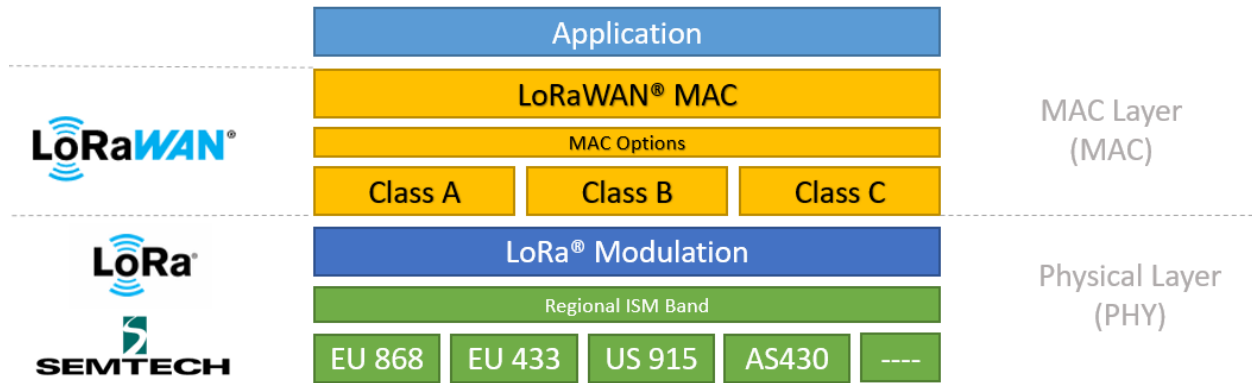 Application
LoRaWAN® MAC
MAC Options
Class A Class B Class C
LoRaWAN®
MAC Layer
(MAC)
LoRa® Modulation
Regional ISM Band
EU 868 EU 433 US 915 AS430 ----
LoRa®
SEMTECH
Physical Layer
(PHY)